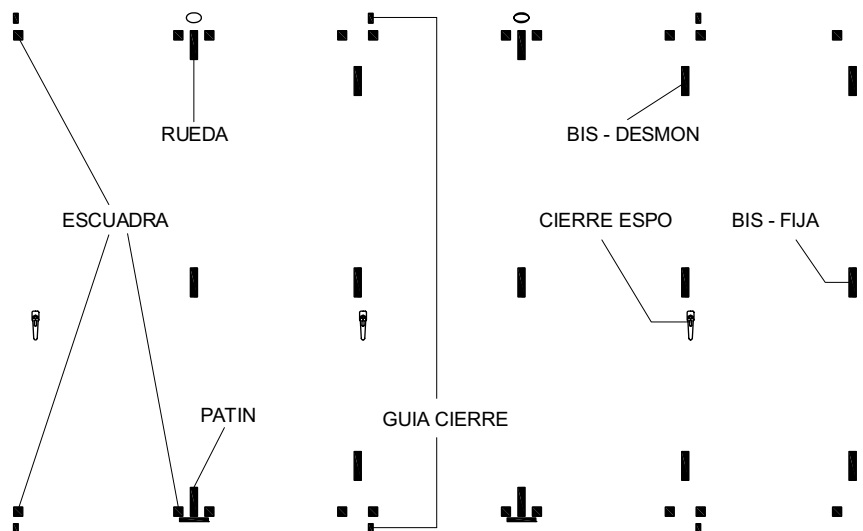 RUEDA
BIS - DESMON
ESCUADRA
CIERRE ESPO
BIS - FIJA
PATIN
GUIA CIERRE